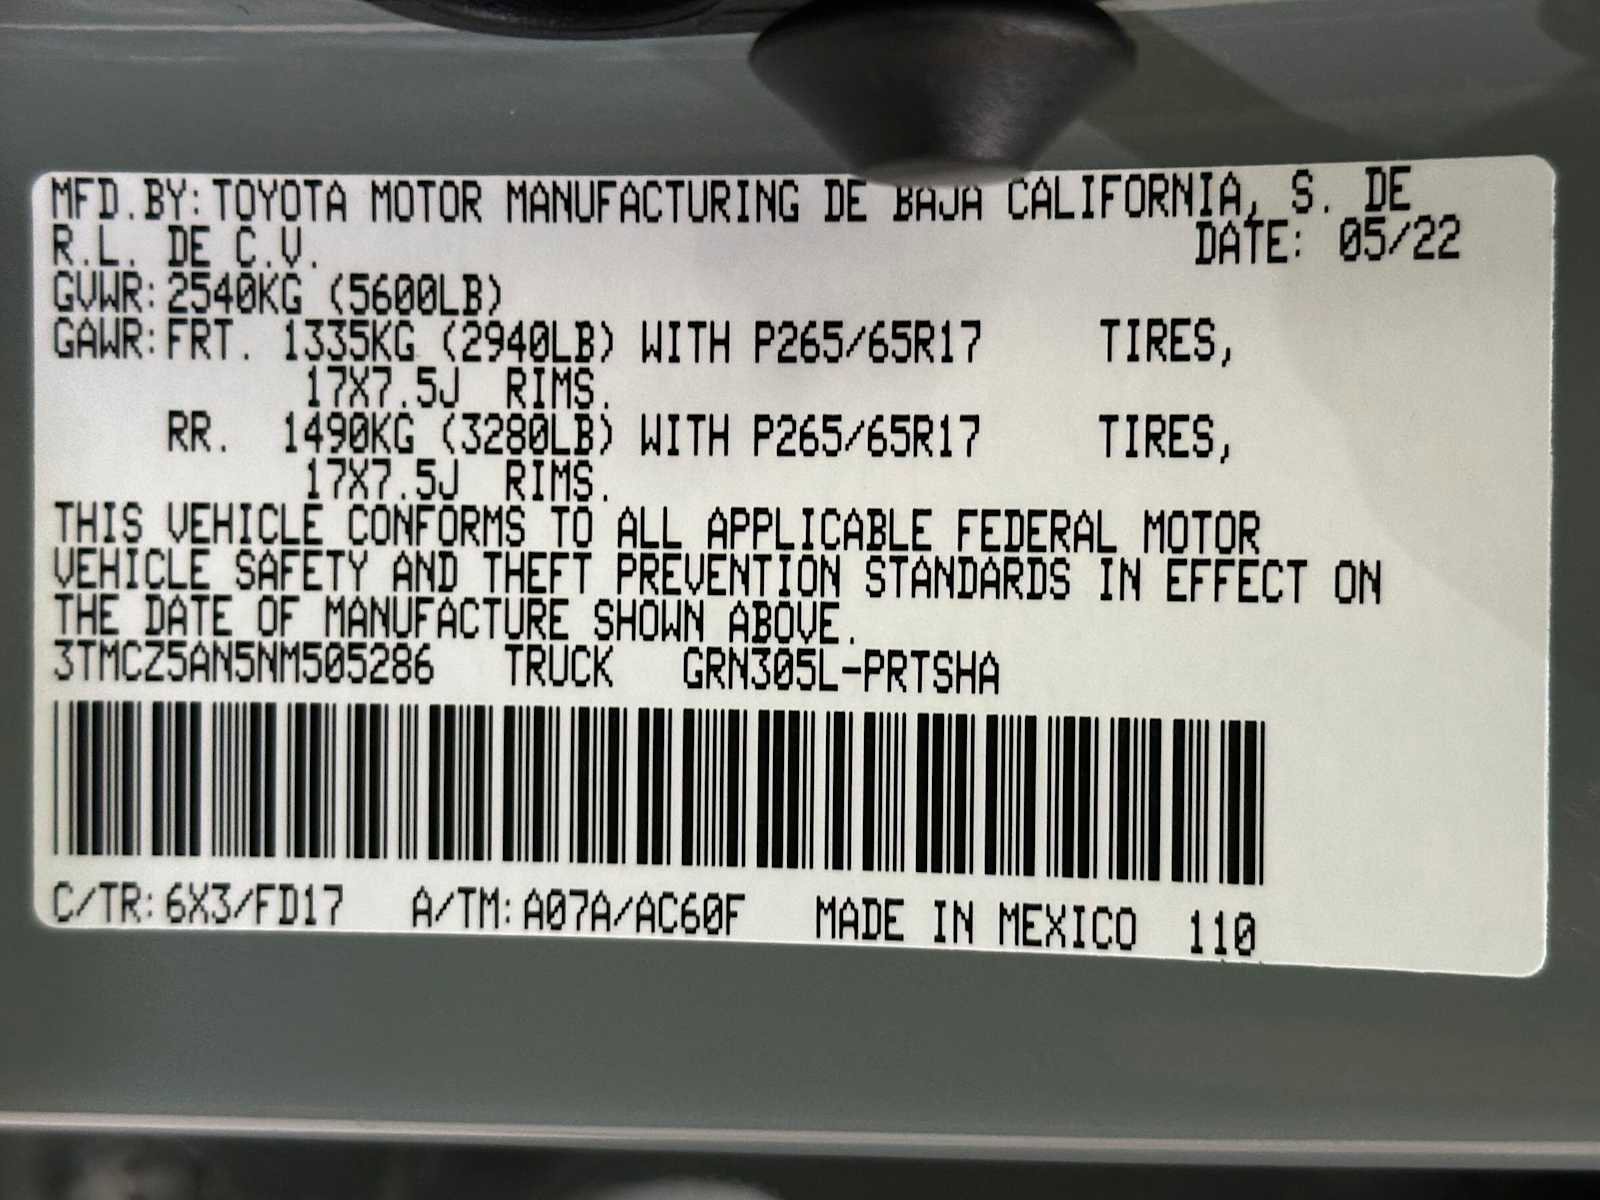 MFD.BY: TOYOTA MOTOR MANUFACTURING DE BAJA CALIFORNIA, S. DE
R.L. DE C.V. DATE: 05/22
GVWR: 2540KG (5600LB)
GAWR: FRT. 1335KG (2940LB) WITH P265/65R17 TIRES,
17X7.5J RIMS.
RR. 1490KG (3280LB) WITH P265/65R17 TIRES,
17X7.5J RIMS.
THIS VEHICLE CONFORMS TO ALL APPLICABLE FEDERAL MOTOR
VEHICLE SAFETY AND THEFT PREVENTION STANDARDS IN EFFECT ON
THE DATE OF MANUFACTURE SHOWN ABOVE.
3TMCZ5AN5NM505286 TRUCK GRN305L-PRTSHA
C/TR: 6X3/FD17 A/TM: A07A/AC60F MADE IN MEXICO 110